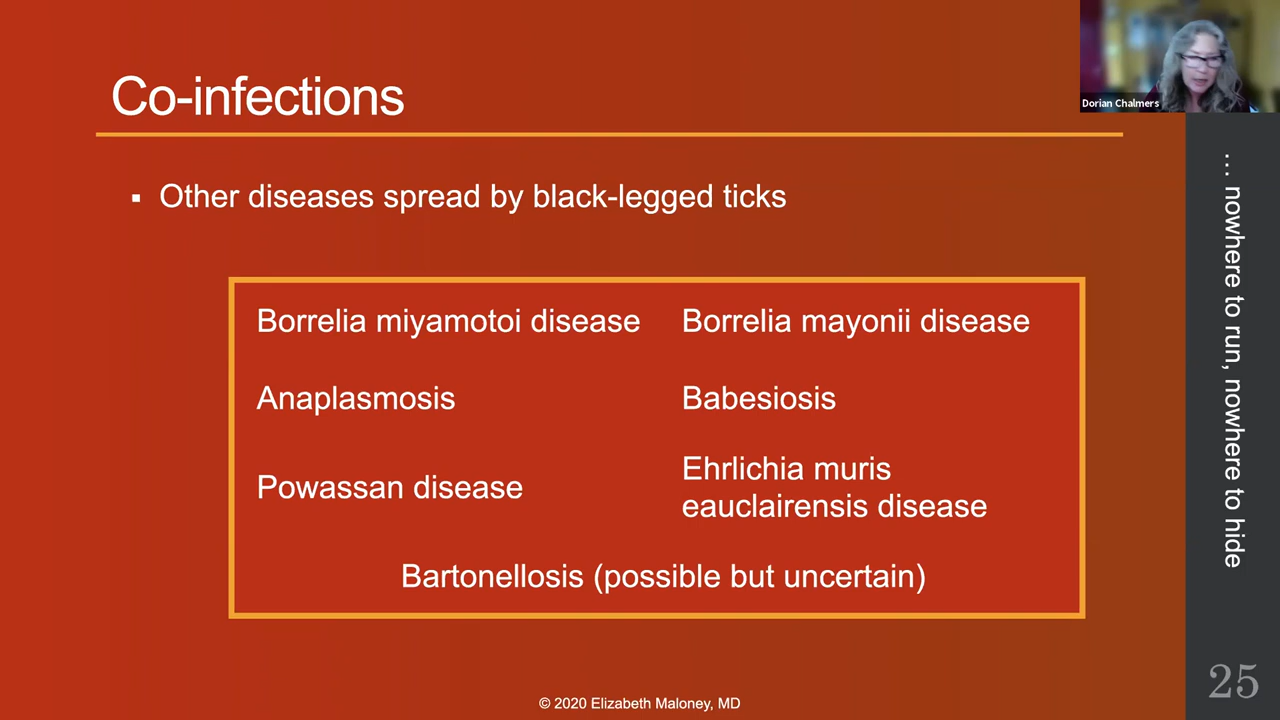 Co-infections
Dorian Chalmers
▪ Other diseases spread by black-legged ticks
Borrelia miyamotoi disease
Borrelia mayonii disease
Anaplasmosis
Babesiosis
Powassan disease
Ehrlichia muris
eauclairensis disease
Bartonellosis (possible but uncertain)
... nowhere to run, nowhere to hide
© 2020 Elizabeth Maloney, MD
25